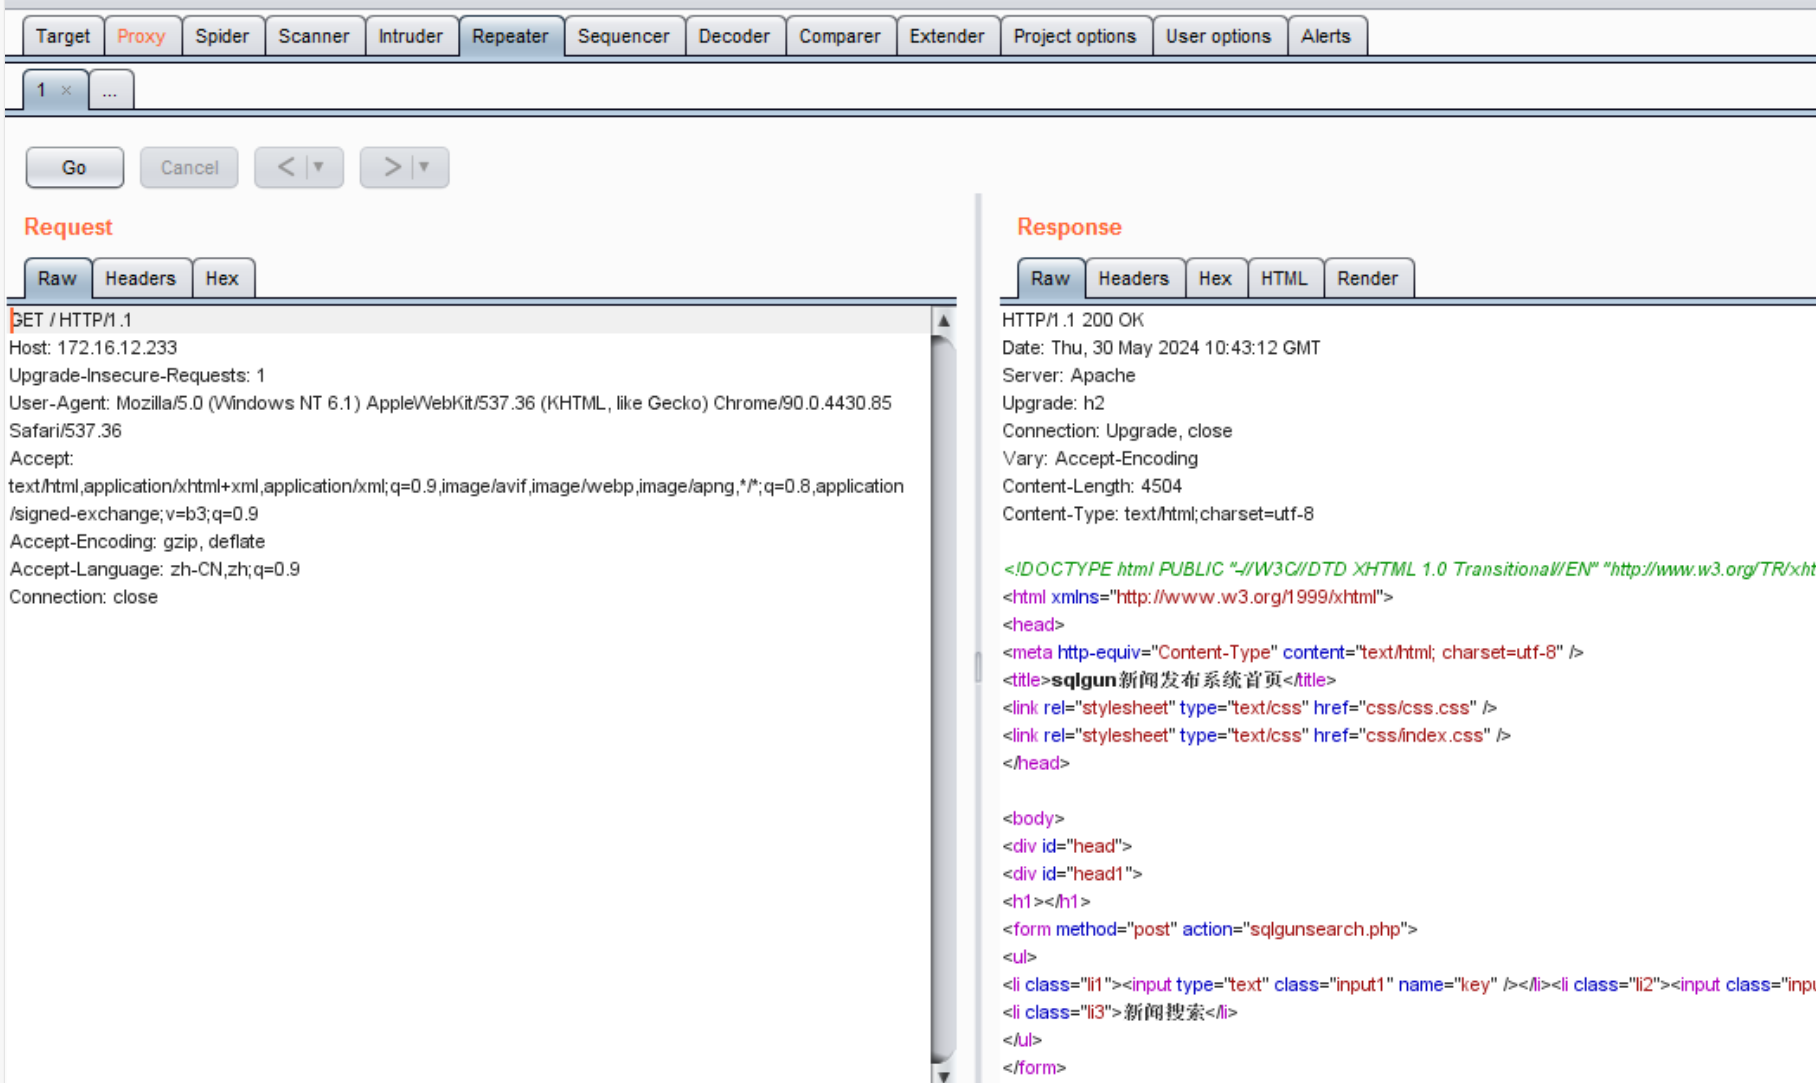 Target Proxy Spider Scanner Intruder Repeater Sequencer Decoder Comparer Extender Project options User options Alerts
1 × ...
Go Cancel < ▼ > ▼
Request
Raw Headers Hex
GET / HTTP/1.1
Host: 172.16.12.233
Upgrade-Insecure-Requests: 1
User-Agent: Mozilla/5.0 (Windows NT 6.1) AppleWebKit/537.36 (KHTML, like Gecko) Chrome/90.0.4430.85
Safari/537.36
Accept:
text/html,application/xhtml+xml,application/xml;q=0.9,image/avif,image/webp,image/apng,*/*;q=0.8,application
/signed-exchange;v=b3;q=0.9
Accept-Encoding: gzip, deflate
Accept-Language: zh-CN,zh;q=0.9
Connection: close
Response
Raw Headers Hex HTML Render
HTTP/1.1 200 OK
Date: Thu, 30 May 2024 10:43:12 GMT
Server: Apache
Upgrade: h2
Connection: Upgrade, close
Vary: Accept-Encoding
Content-Length: 4504
Content-Type: text/html;charset=utf-8
<!DOCTYPE html PUBLIC "-//W3C//DTD XHTML 1.0 Transitional//EN" "http://www.w3.org/TR/xht
<html xmlns="http://www.w3.org/1999/xhtml">
<head>
<meta http-equiv="Content-Type" content="text/html; charset=utf-8" />
<title>sqlgun新闻发布系统首页</title>
<link rel="stylesheet" type="text/css" href="css/css.css" />
<link rel="stylesheet" type="text/css" href="css/index.css" />
</head>
<body>
<div id="head">
<div id="head1">
<h1></h1>
<form method="post" action="sqlgunsearch.php">
<ul>
<li class="li1"><input type="text" class="input1" name="key" /></li><li class="li2"><input class="inpu
<li class="li3">新闻搜索</li>
</ul>
</form>